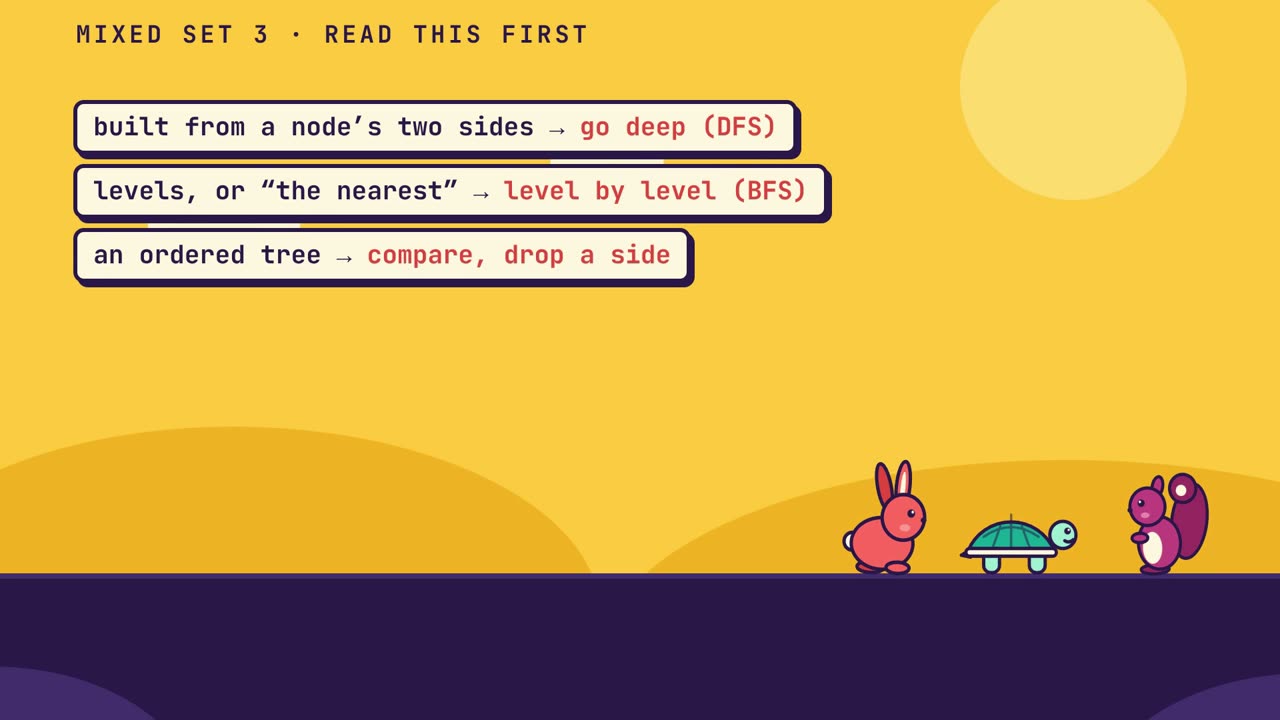 MIXED SET 3 · READ THIS FIRST
built from a node’s two sides → go deep (DFS)
levels, or “the nearest” → level by level (BFS)
an ordered tree → compare, drop a side